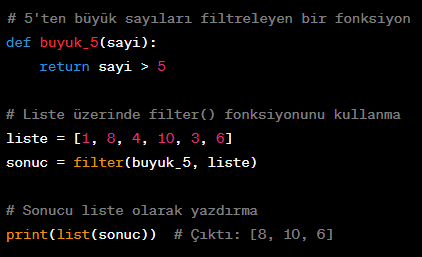 # 5'ten büyük sayıları filtreleyen bir fonksiyon
def buyuk_5(sayi):
    return sayi > 5

# Liste üzerinde filter() fonksiyonunu kullanma
liste = [1, 8, 4, 10, 3, 6]
sonuc = filter(buyuk_5, liste)

# Sonucu liste olarak yazdırma
print(list(sonuc))  # Çıktı: [8, 10, 6]